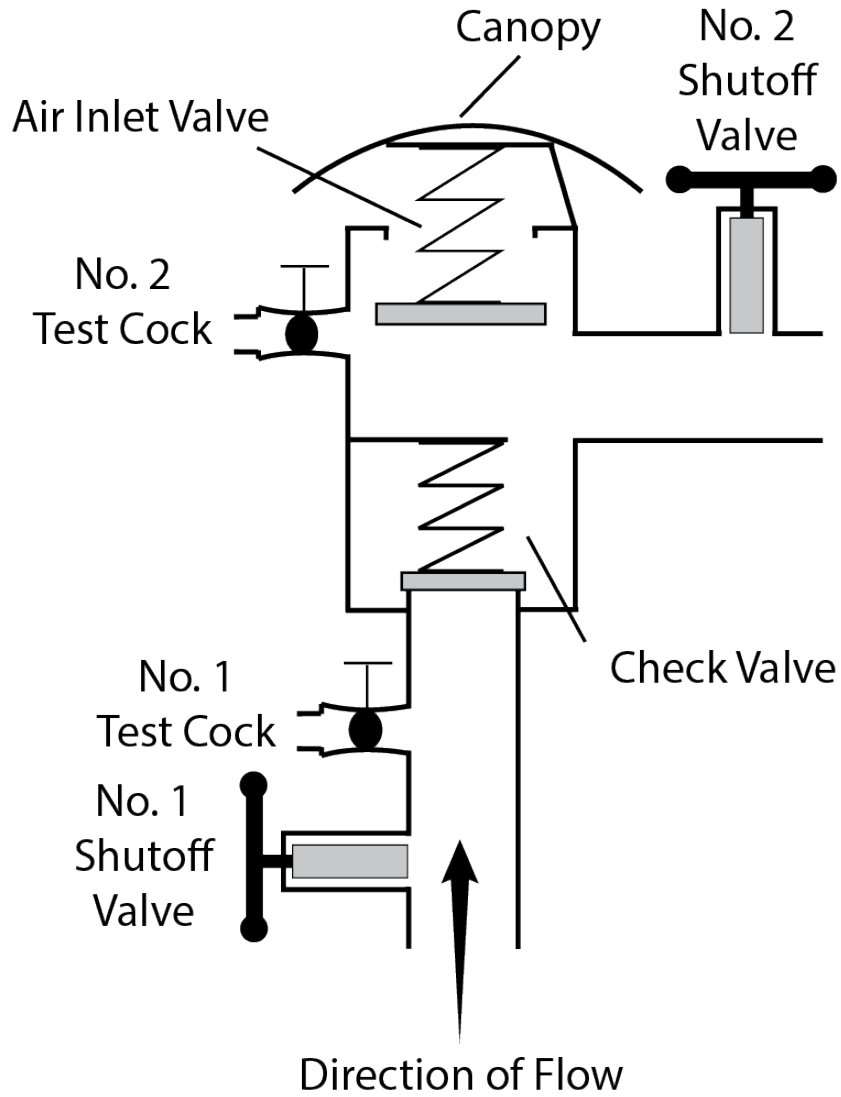 Canopy
No. 2
Shutoff
Valve
Air Inlet Valve
No. 2
Test Cock
Check Valve
No. 1
Test Cock
No. 1
Shutoff
Valve
Direction of Flow